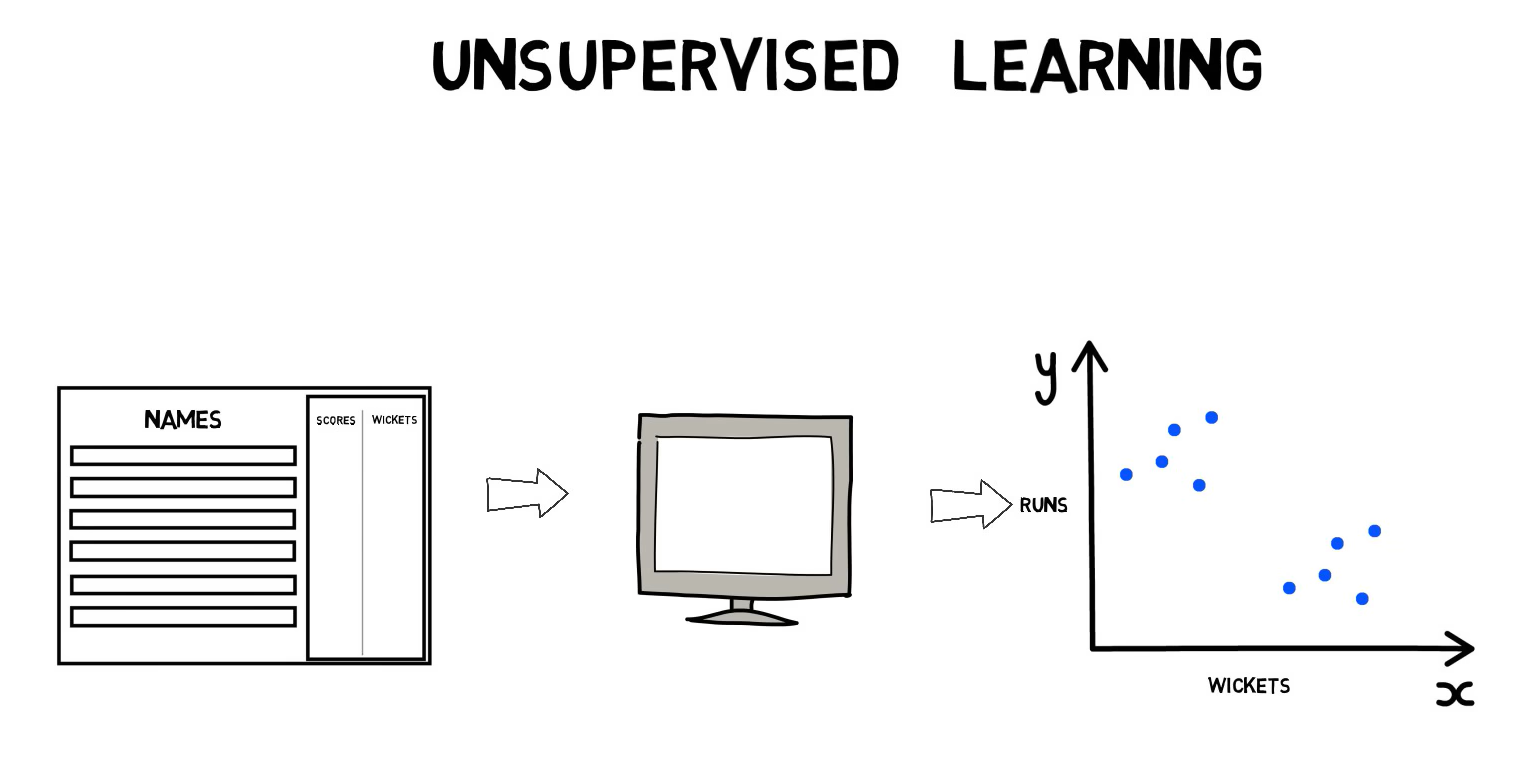 UNSUPERVISED LEARNING
NAMES
SCORES
WICKETS
y
RUNS
WICKETS
x